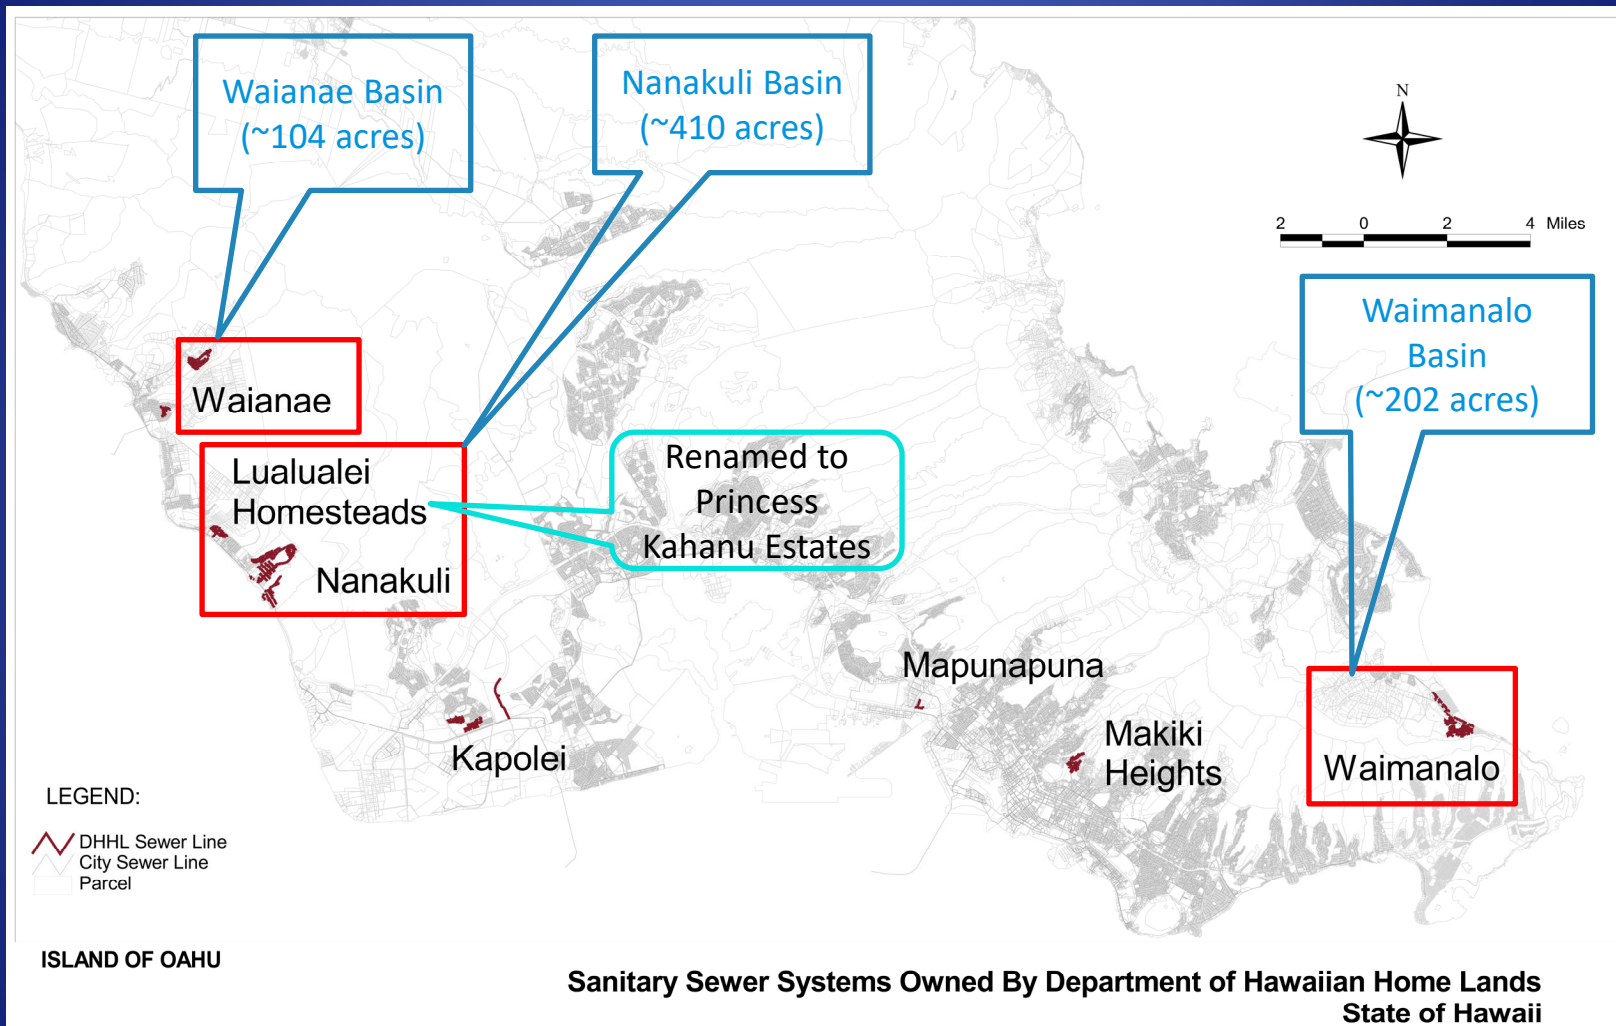 Waianae Basin
(~104 acres)
Nanakuli Basin
(~410 acres)
N
2 0 2 4 Miles
Waimanalo
Basin
(~202 acres)
Waianae
Lualualei
Homesteads
Nanakuli
Renamed to
Princess
Kahanu Estates
Mapunapuna
Makiki
Heights
Waimanalo
Kapolei
LEGEND:
DHHL Sewer Line
City Sewer Line
Parcel
ISLAND OF OAHU
Sanitary Sewer Systems Owned By Department of Hawaiian Home Lands
State of Hawaii